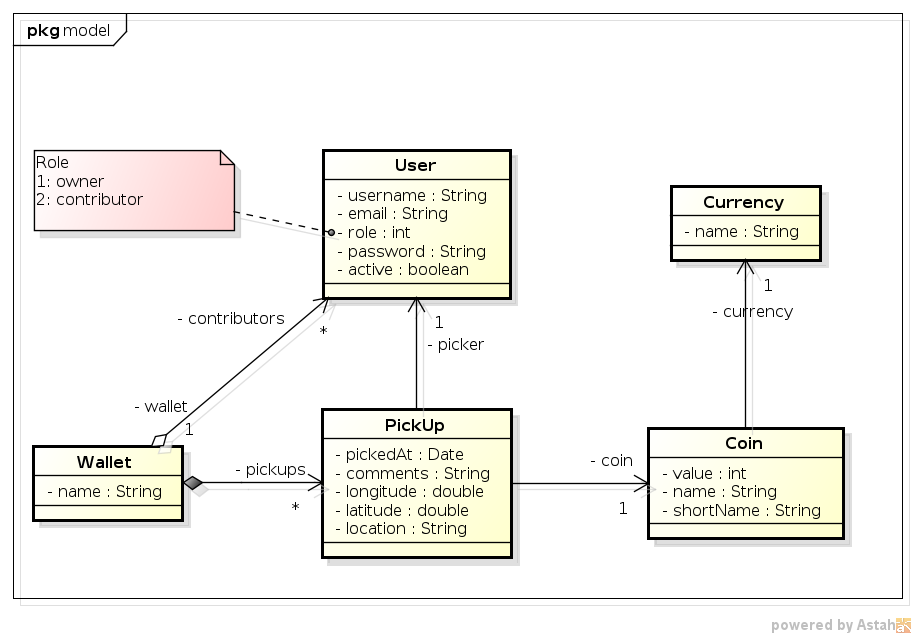 pkg model
Role
1: owner
2: contributor
User
- username : String
- email : String
- role : int
- password : String
- active : boolean
Currency
- name : String
1
- currency
- contributors
*
1
- picker
- wallet
1
Wallet
- name : String
- pickups
*
PickUp
- pickedAt : Date
- comments : String
- longitude : double
- latitude : double
- location : String
- coin
1
Coin
- value : int
- name : String
- shortName : String
powered by Astah